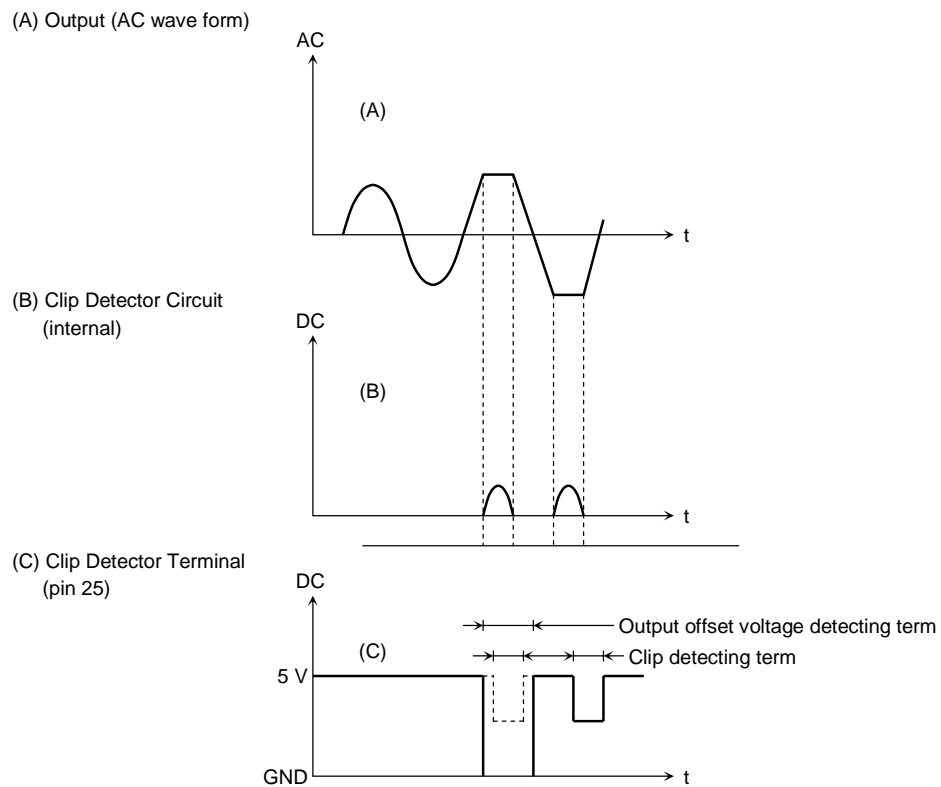 (A) Output (AC wave form)
AC
(A)
t
(B) Clip Detector Circuit
(internal)
DC
(B)
t
(C) Clip Detector Terminal
(pin 25)
DC
Output offset voltage detecting term
(C)
Clip detecting term
5 V
GND
t